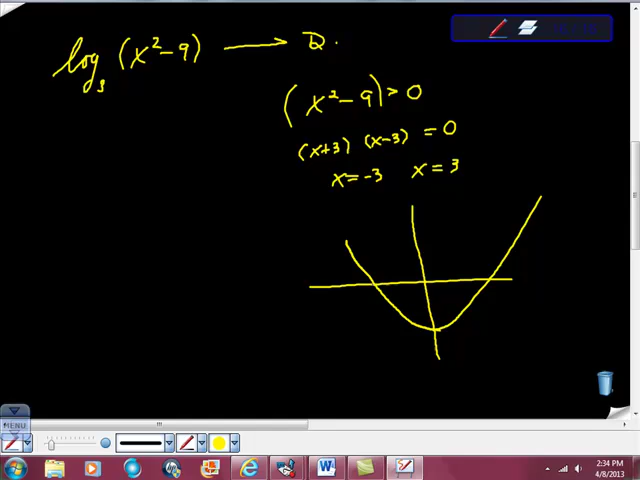 log₃ (x² - 9) → D.
(x² - 9) > 0
(x+3) (x-3) = 0
x = -3 x = 3
MENU
2:34 PM
4/8/2013